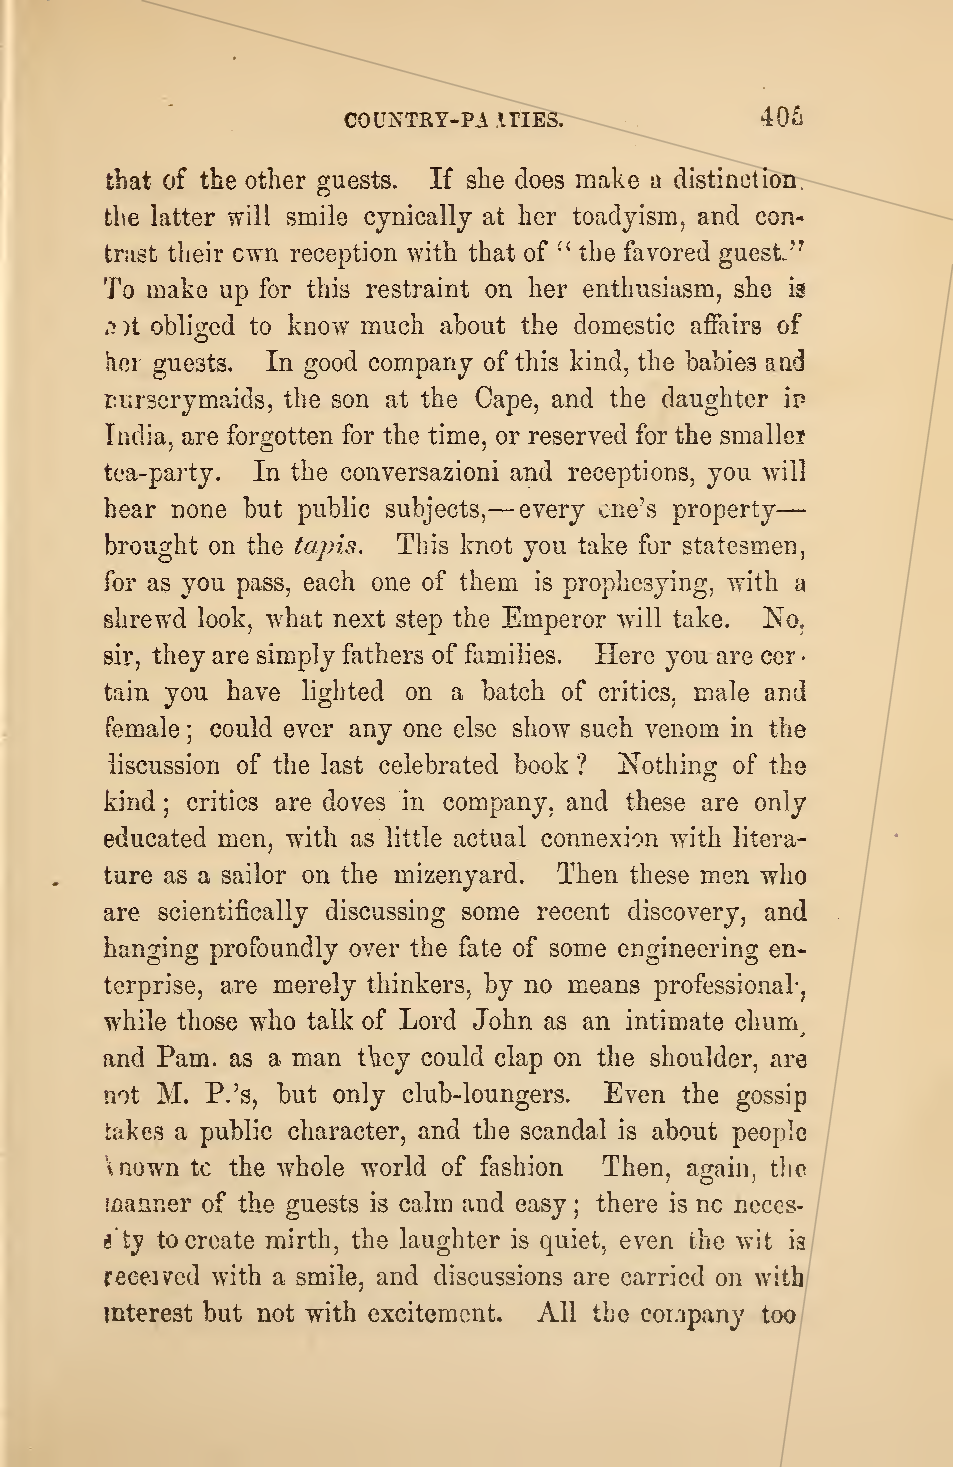 COUNTRY-PARTIES. 405
that of the other guests. If she does make a distinction,
the latter will smile cynically at her toadyism, and con-
trast their own reception with that of “ the favored guest.”
To make up for this restraint on her enthusiasm, she is
not obliged to know much about the domestic affairs of
her guests. In good company of this kind, the babies and
nurserymaids, the son at the Cape, and the daughter in
India, are forgotten for the time, or reserved for the smaller
tea-party. In the conversazioni and receptions, you will
hear none but public subjects,—every one’s property—
brought on the tapis. This knot you take for statesmen,
for as you pass, each one of them is prophesying, with a
shrewd look, what next step the Emperor will take. No,
sir, they are simply fathers of families. Here you are cer-
tain you have lighted on a batch of critics, male and
female; could ever any one else show such venom in the
discussion of the last celebrated book? Nothing of the
kind; critics are doves in company, and these are only
educated men, with as little actual connexion with litera-
ture as a sailor on the mizenyard. Then these men who
are scientifically discussing some recent discovery, and
hanging profoundly over the fate of some engineering en-
terprise, are merely thinkers, by no means professional,
while those who talk of Lord John as an intimate chum,
and Pam. as a man they could clap on the shoulder, are
not M. P.’s, but only club-loungers. Even the gossip
takes a public character, and the scandal is about people
known to the whole world of fashion Then, again, the
manner of the guests is calm and easy; there is no neces-
sity to create mirth, the laughter is quiet, even the wit is
received with a smile, and discussions are carried on with
interest but not with excitement. All the company too